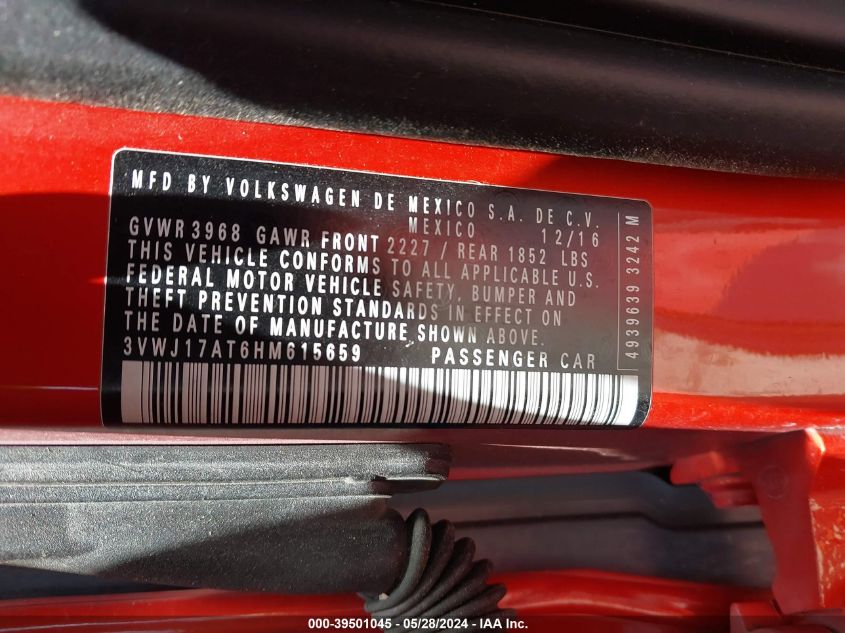 MFD BY VOLKSWAGEN DE MEXICO S.A. DE C.V.
MEXICO 12/16
GVWR 3968 GAWR FRONT 2227 / REAR 1852 LBS
THIS VEHICLE CONFORMS TO ALL APPLICABLE U.S.
FEDERAL MOTOR VEHICLE SAFETY, BUMPER AND
THEFT PREVENTION STANDARDS IN EFFECT ON
THE DATE OF MANUFACTURE SHOWN ABOVE.
3VWJ17AT6HM615659 PASSENGER CAR
4939639 3242 M
000-39501045 - 05/28/2024 - IAA Inc.